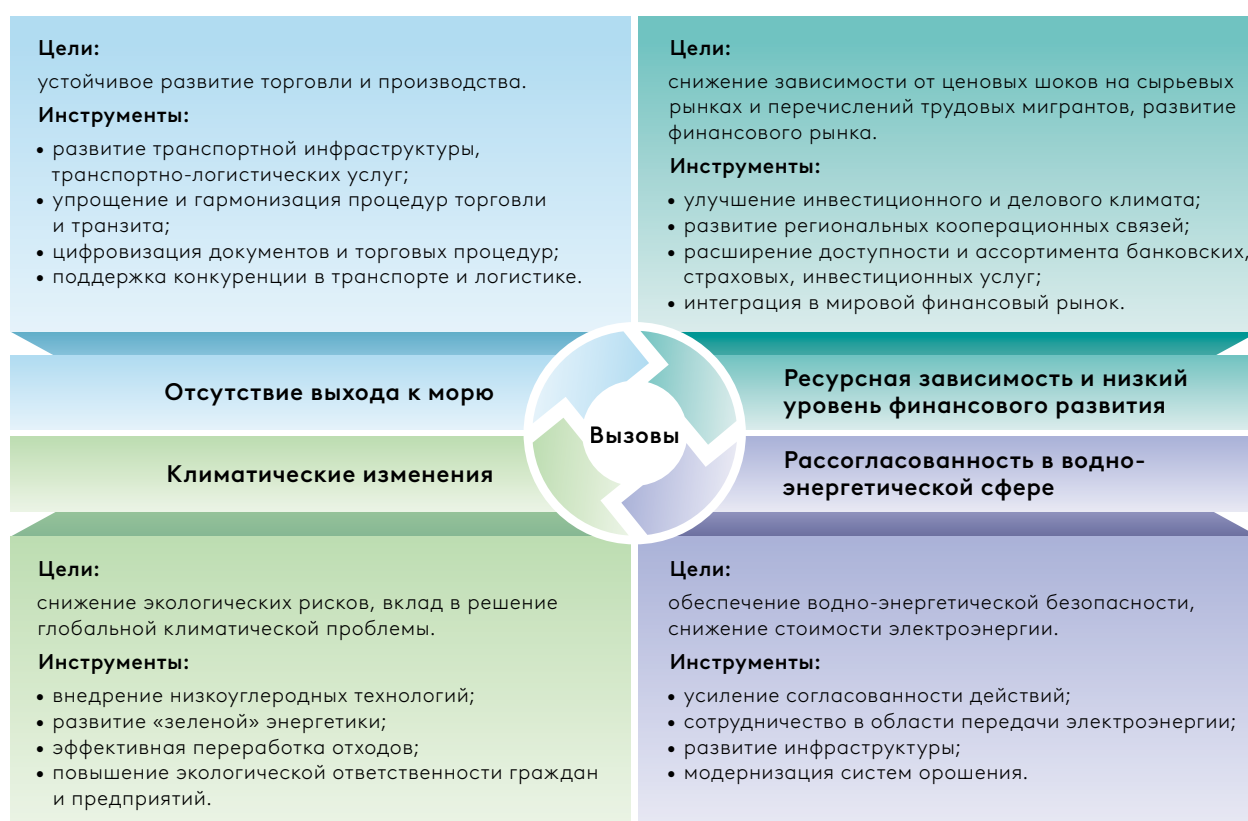 Цели:
устойчивое развитие торговли и производства.
Инструменты:
• развитие транспортной инфраструктуры,
транспортно-логистических услуг;
• упрощение и гармонизация процедур торговли
и транзита;
• цифровизация документов и торговых процедур;
• поддержка конкуренции в транспорте и логистике.
Цели:
снижение зависимости от ценовых шоков на сырьевых
рынках и перечислений трудовых мигрантов, развитие
финансового рынка.
Инструменты:
• улучшение инвестиционного и делового климата;
• развитие региональных кооперационных связей;
• расширение доступности и ассортимента банковских,
страховых, инвестиционных услуг;
• интеграция в мировой финансовый рынок.
Отсутствие выхода к морю
Ресурсная зависимость и низкий
уровень финансового развития
Вызовы
Климатические изменения
Рассогласованность в водно-
энергетической сфере
Цели:
снижение экологических рисков, вклад в решение
глобальной климатической проблемы.
Инструменты:
• внедрение низкоуглеродных технологий;
• развитие «зеленой» энергетики;
• эффективная переработка отходов;
• повышение экологической ответственности граждан
и предприятий.
Цели:
обеспечение водно-энергетической безопасности,
снижение стоимости электроэнергии.
Инструменты:
• усиление согласованности действий;
• сотрудничество в области передачи электроэнергии;
• развитие инфраструктуры;
• модернизация систем орошения.